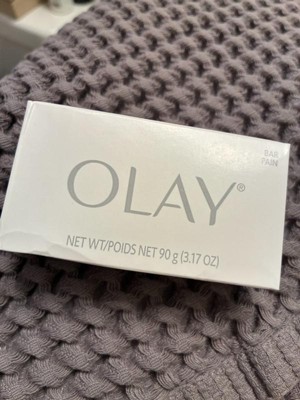 BAR
PAIN
OLAY®
NET WT/POIDS NET 90 g (3.17 OZ)